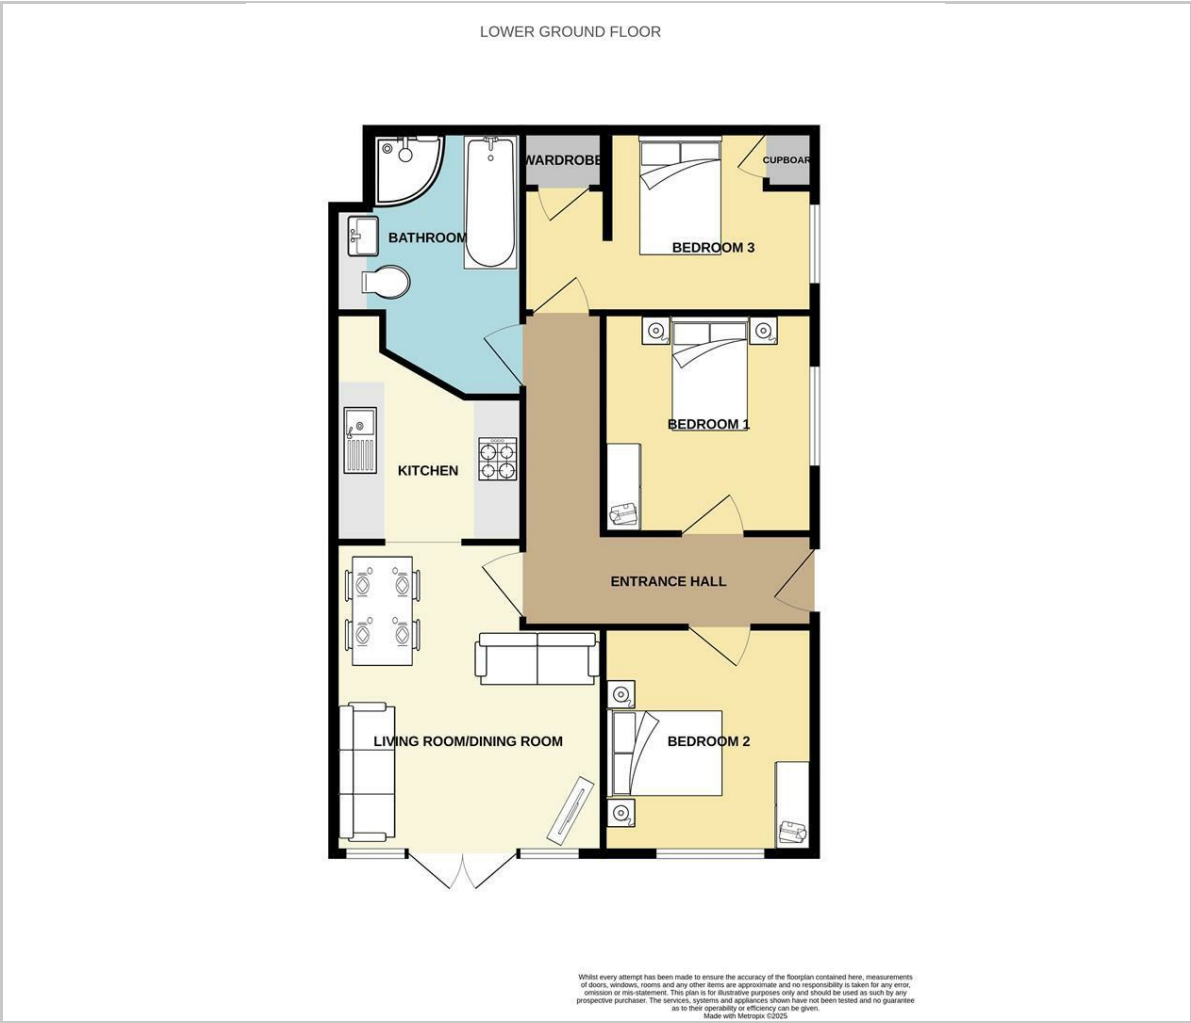 LOWER GROUND FLOOR
WARDROBE
CUPBOAR
BATHROOM
BEDROOM 3
BEDROOM 1
KITCHEN
ENTRANCE HALL
LIVING ROOM/DINING ROOM
BEDROOM 2
Whilst every attempt has been made to ensure the accuracy of the floorplan contained here, measurements
of doors, windows, rooms and any other items are approximate and no responsibility is taken for any error,
omission or mis-statement. This plan is for illustrative purposes only and should be used as such by any
prospective purchaser. The services, systems and appliances shown have not been tested and no guarantee
as to their operability or efficiency can be given.
Made with Metropix ©2025